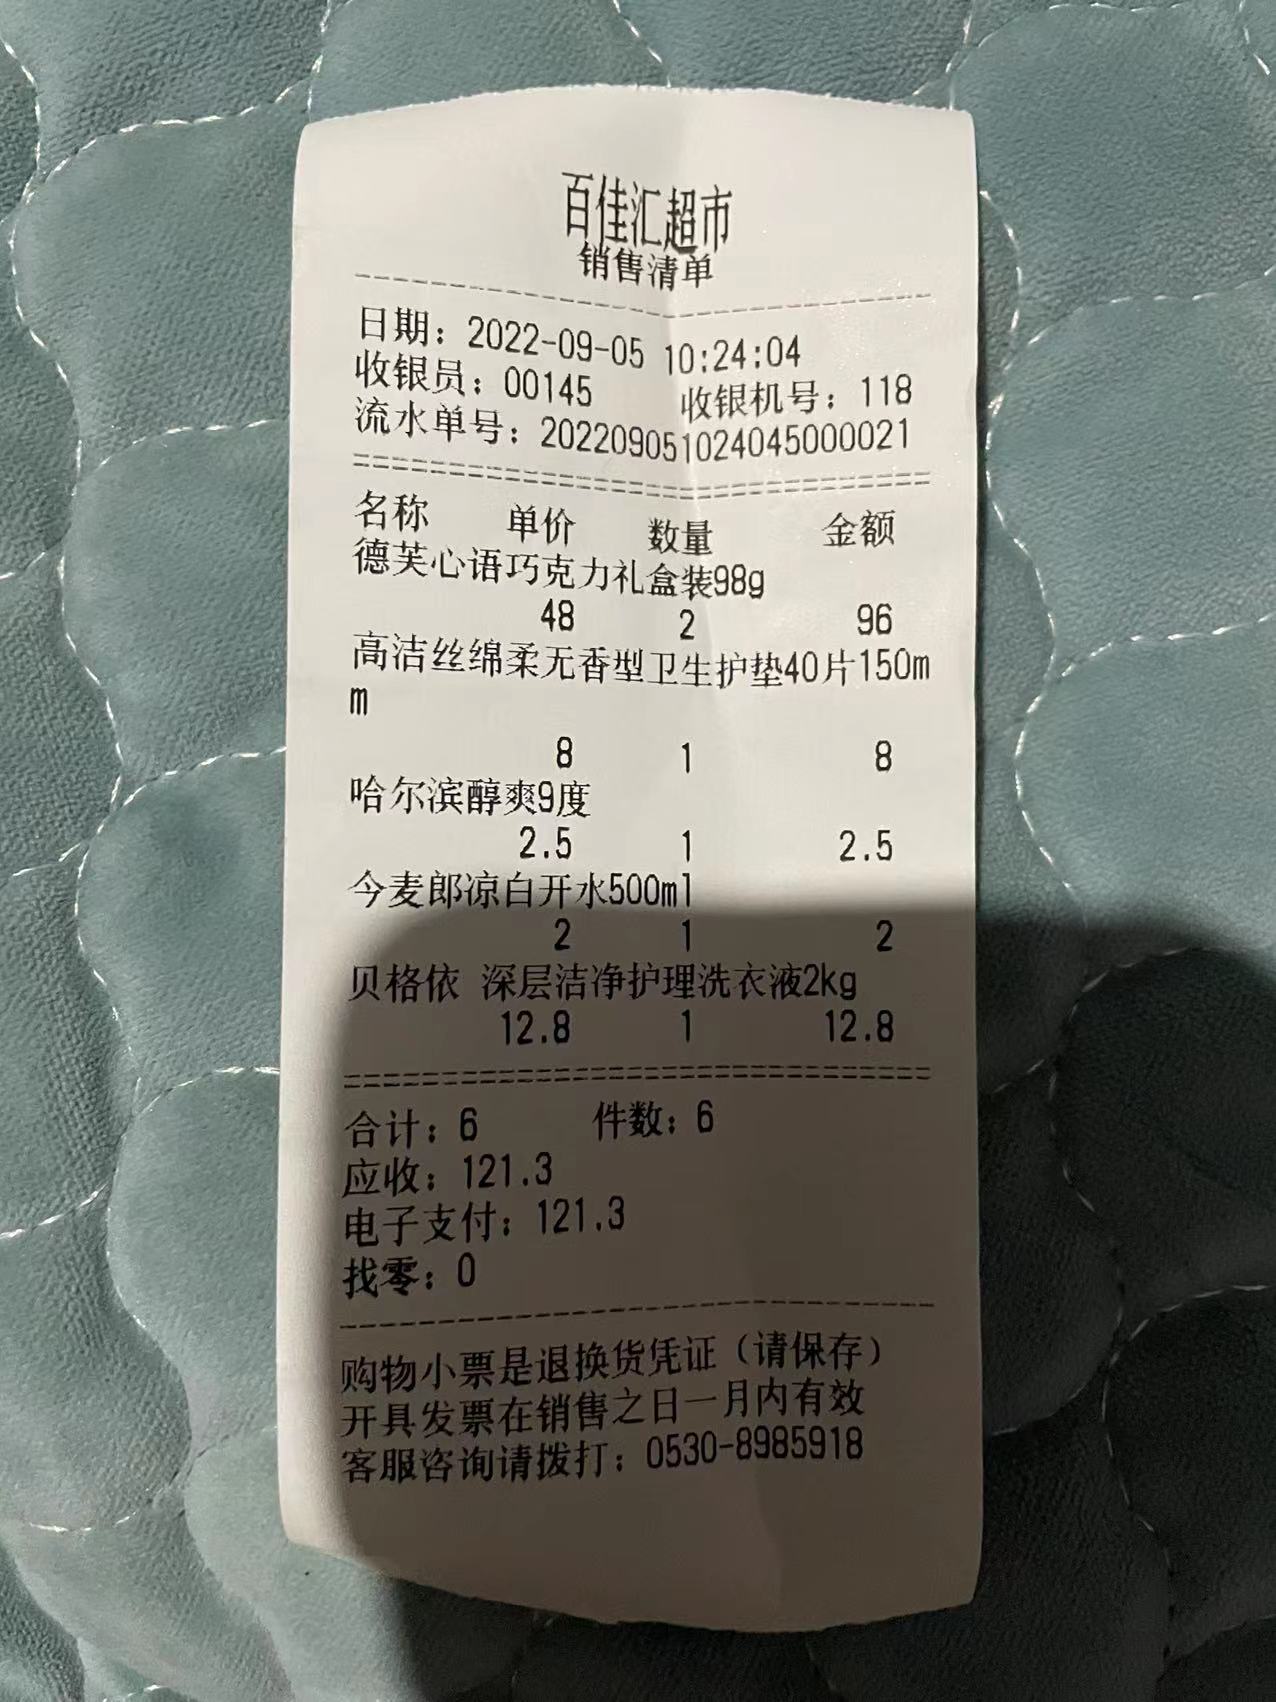 百佳汇超市
销售清单
日期：2022-09-05 10:24:04
收银员：00145 收银机号：118
流水单号：202209051024045000021
名称 单价 数量 金额
德芙心语巧克力礼盒装98g
48 2 96
高洁丝绵柔无香型卫生护垫40片150m
m
8 1 8
哈尔滨醇爽9度
2.5 1 2.5
今麦郎凉白开水500ml
2 1 2
贝格依 深层洁净护理洗衣液2kg
12.8 1 12.8
合计：6 件数：6
应收：121.3
电子支付：121.3
找零：0
购物小票是退换货凭证（请保存）
开具发票在销售之日一月内有效
客服咨询请拨打：0530-8985918